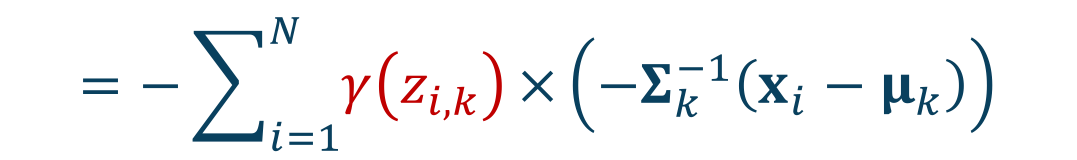 = −∑_{i=1}^{N} γ(z_{i,k}) × (−𝚺_k^{−1}(𝐱_i − 𝛍_k))